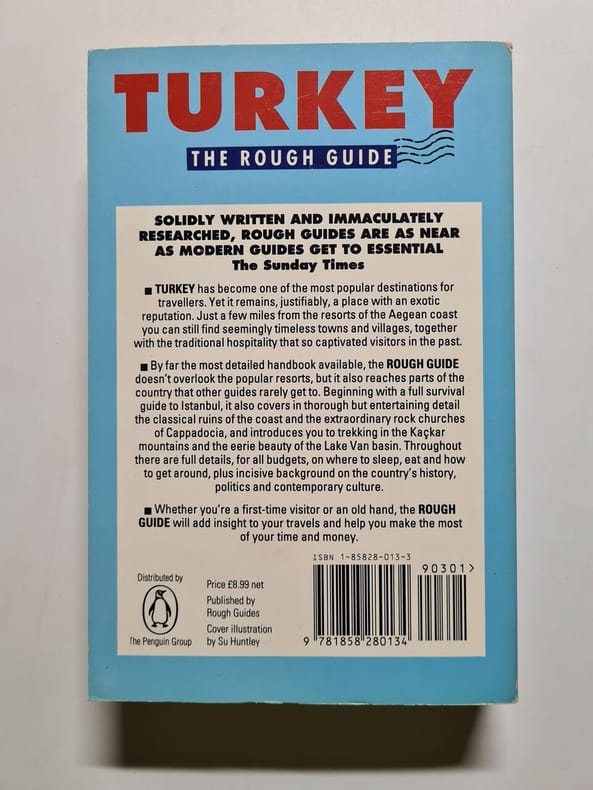 TURKEY
THE ROUGH GUIDE
SOLIDLY WRITTEN AND IMMACULATELY
RESEARCHED, ROUGH GUIDES ARE AS NEAR
AS MODERN GUIDES GET TO ESSENTIAL
The Sunday Times
■ TURKEY has become one of the most popular destinations for
travellers. Yet it remains, justifiably, a place with an exotic
reputation. Just a few miles from the resorts of the Aegean coast
you can still find seemingly timeless towns and villages, together
with the traditional hospitality that so captivated visitors in the past.
■ By far the most detailed handbook available, the ROUGH GUIDE
doesn't overlook the popular resorts, but it also reaches parts of the
country that other guides rarely get to. Beginning with a full survival
guide to Istanbul, it also covers in thorough but entertaining detail
the classical ruins of the coast and the extraordinary rock churches
of Cappadocia, and introduces you to trekking in the Kaçkar
mountains and the eerie beauty of the Lake Van basin. Throughout
there are full details, for all budgets, on where to sleep, eat and how
to get around, plus incisive background on the country's history,
politics and contemporary culture.
■ Whether you're a first-time visitor or an old hand, the ROUGH
GUIDE will add insight to your travels and help you make the most
of your time and money.
ISBN 1-85828-013-3
90301>
9 781858 280134
Distributed by
The Penguin Group
Price £8.99 net
Published by
Rough Guides
Cover illustration
by Su Huntley